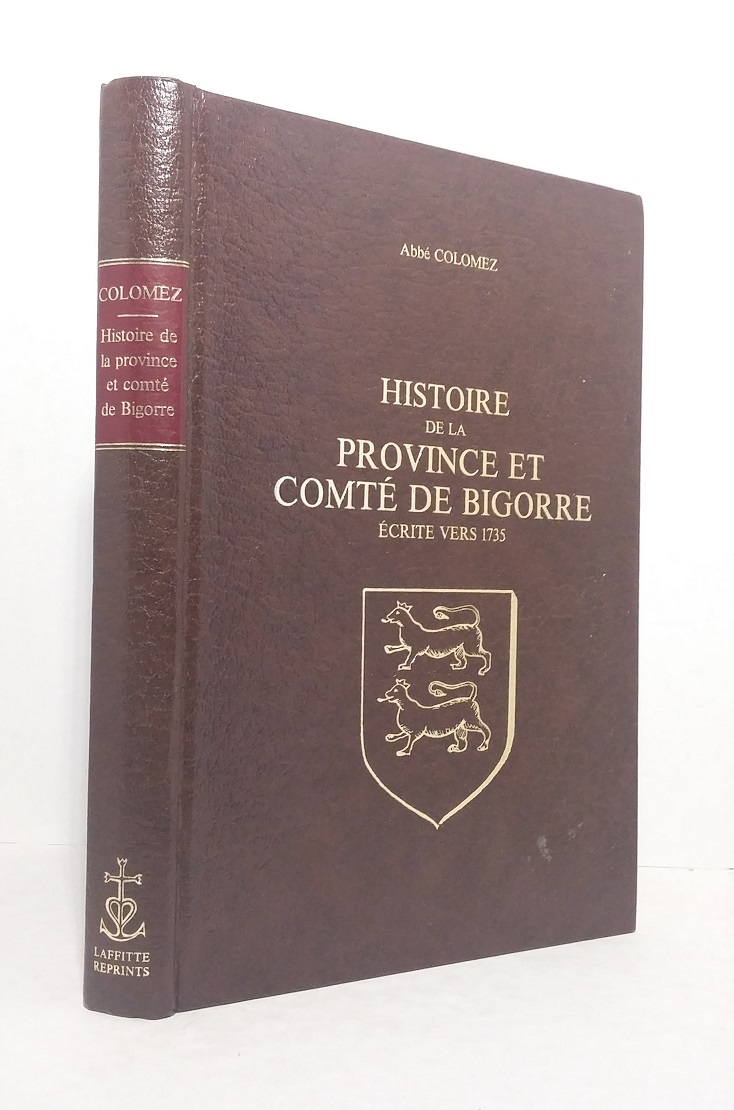 COLOMEZ
Histoire de
la province
et comté
de Bigorre
LAFFITTE
REPRINTS
Abbé COLOMEZ
HISTOIRE
DE LA
PROVINCE ET
COMTÉ DE BIGORRE
ÉCRITE VERS 1735